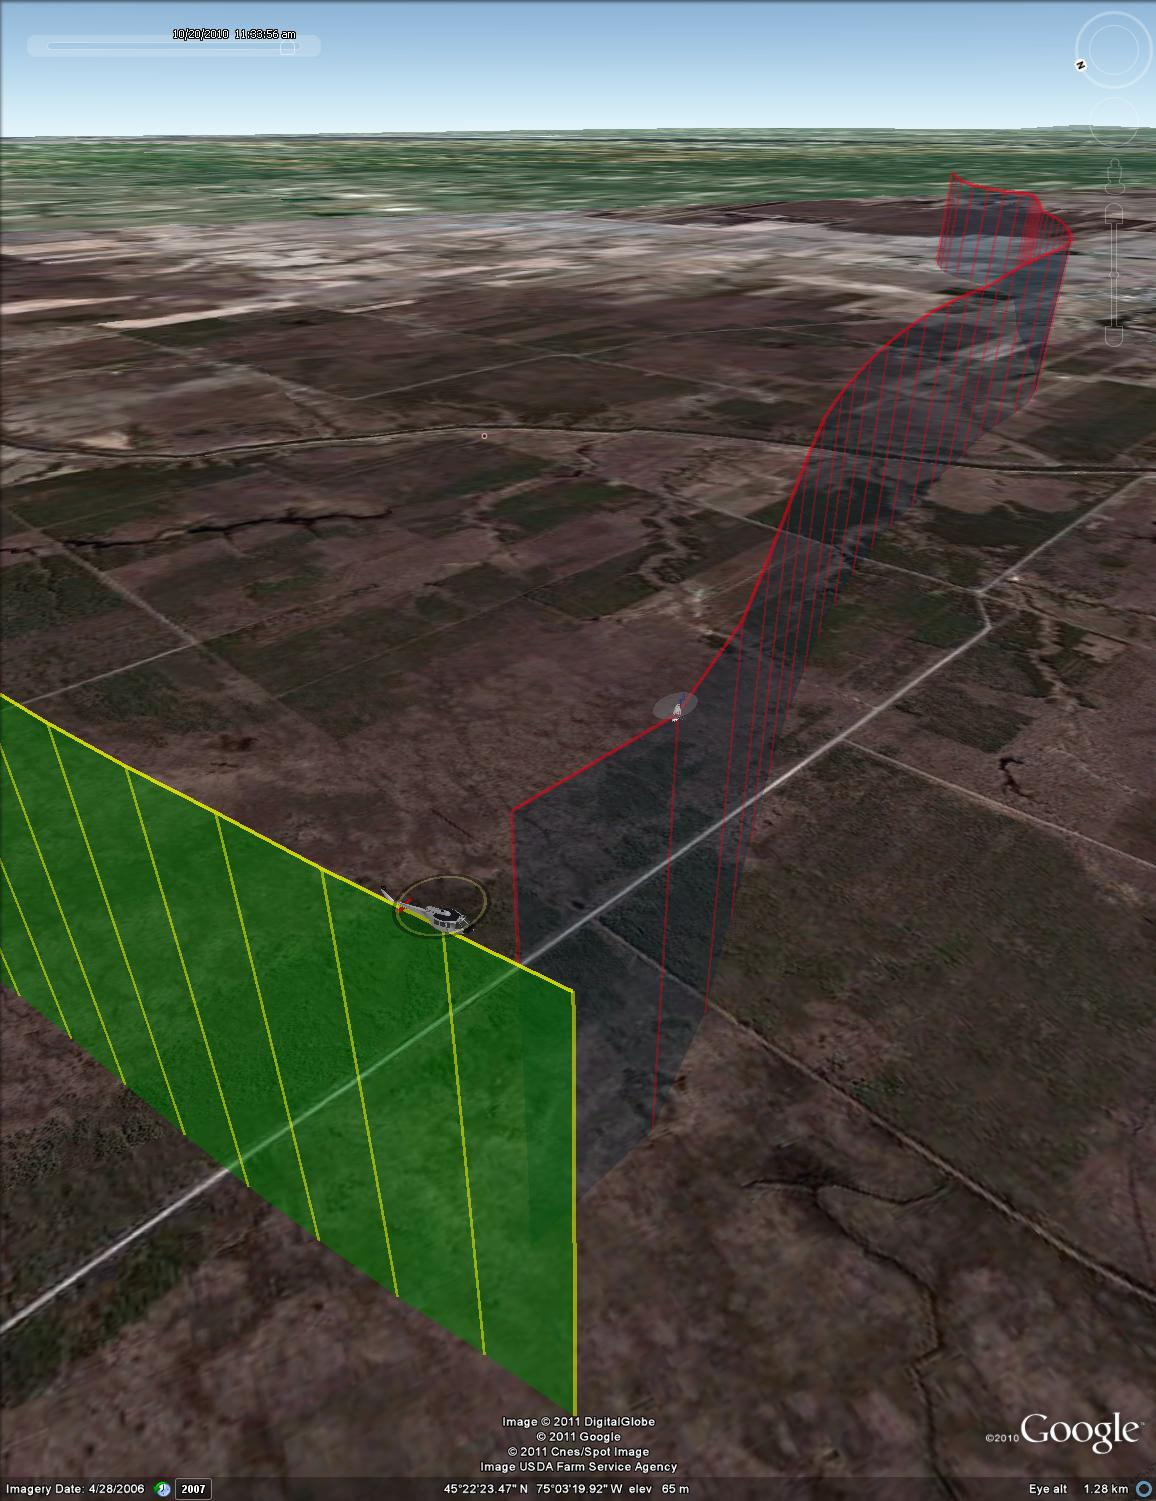 10/20/2010 11:33:56 am
N
Image © 2011 DigitalGlobe
© 2011 Google
© 2011 Cnes/Spot Image
Image USDA Farm Service Agency
©2010 Google™
Imagery Date: 4/28/2006 2007 45°22'23.47" N 75°03'19.92" W elev 65 m Eye alt 1.28 km